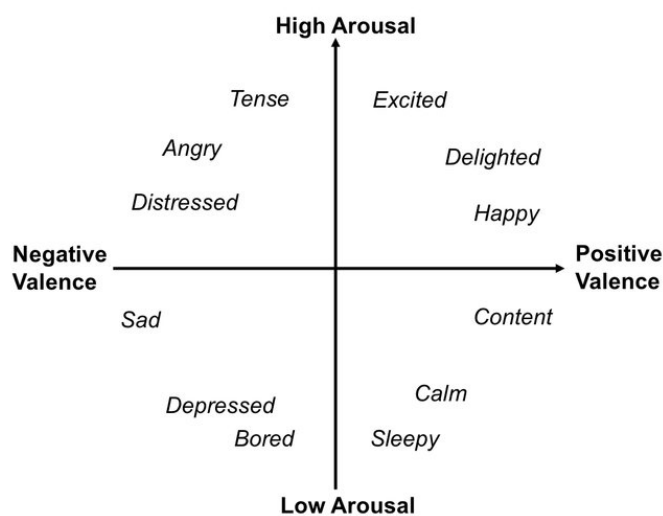 High Arousal
Tense
Excited
Angry
Delighted
Distressed
Happy
Negative
Valence
Positive
Valence
Sad
Content
Calm
Depressed
Bored
Sleepy
Low Arousal